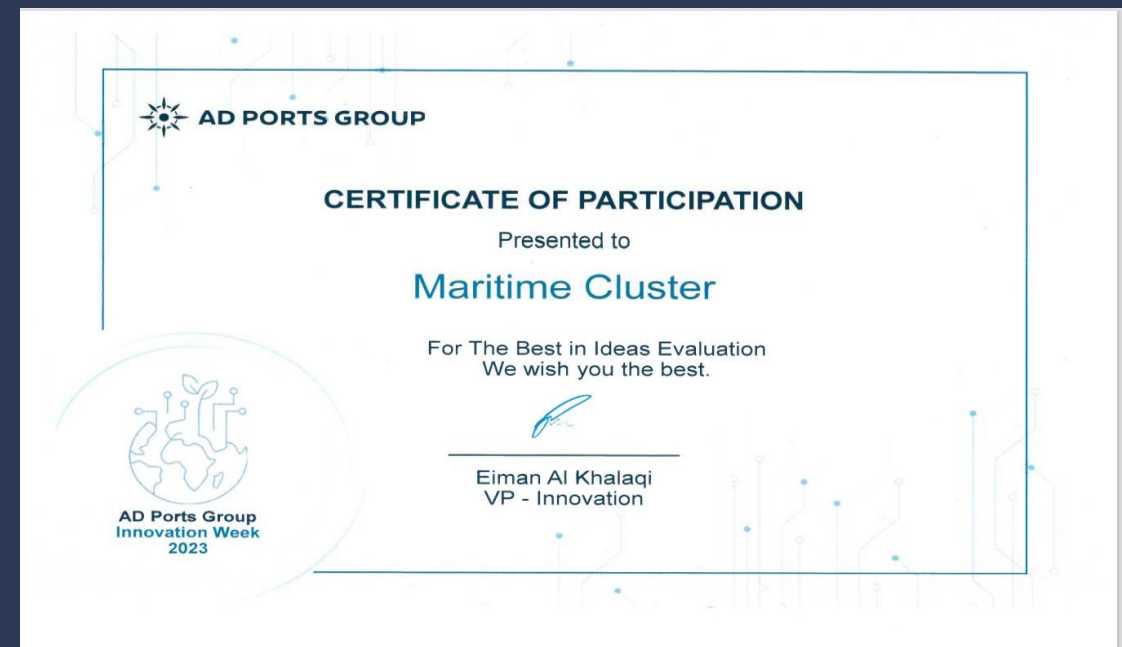 AD PORTS GROUP
CERTIFICATE OF PARTICIPATION
Presented to
Maritime Cluster
For The Best in Ideas Evaluation
We wish you the best.
Eiman Al Khalaqi
VP - Innovation
AD Ports Group
Innovation Week
2023